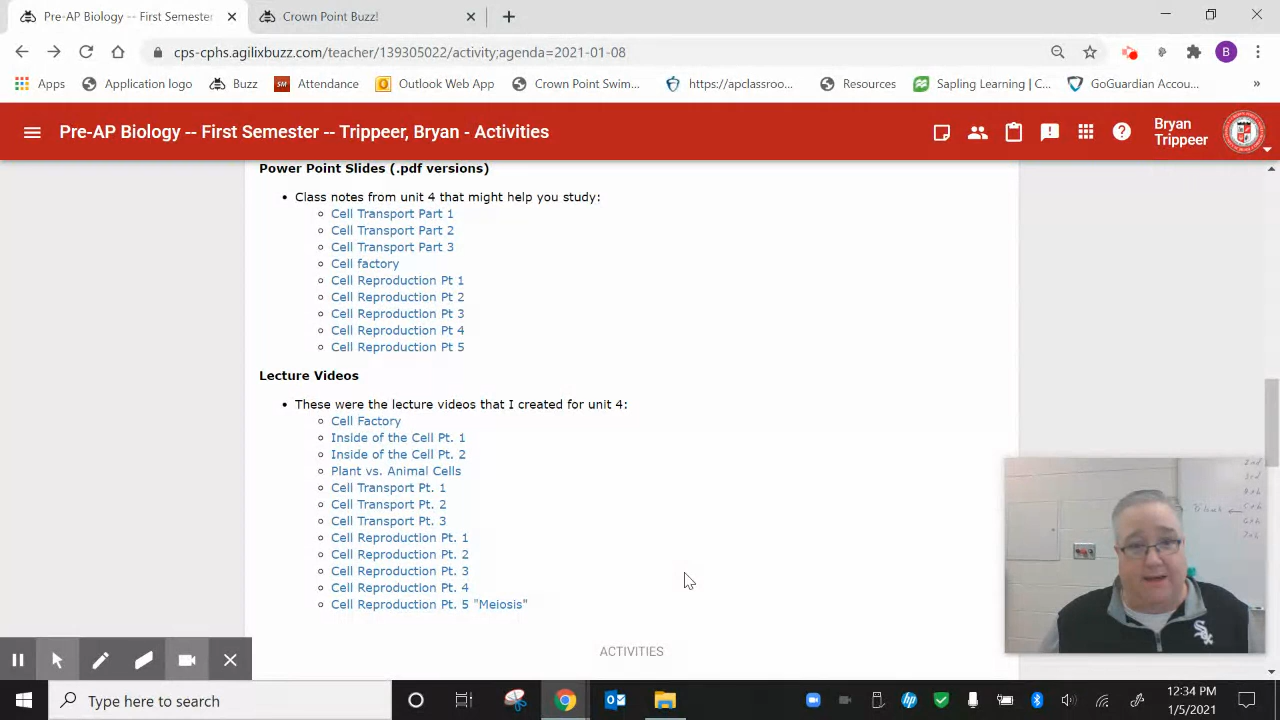 Pre-AP Biology -- First Semester
Crown Point Buzz!
cps-cphs.agilixbuzz.com/teacher/139305022/activity;agenda=2021-01-08
B
Apps
Application logo
Buzz
SM
Attendance
Outlook Web App
Crown Point Swim...
https://apclassroo...
Resources
Sapling Learning | C...
GoGuardian Accou...
»
Pre-AP Biology -- First Semester -- Trippeer, Bryan - Activities
Bryan
Trippeer
Power Point Slides (.pdf versions)
• Class notes from unit 4 that might help you study:
Cell Transport Part 1
Cell Transport Part 2
Cell Transport Part 3
Cell factory
Cell Reproduction Pt 1
Cell Reproduction Pt 2
Cell Reproduction Pt 3
Cell Reproduction Pt 4
Cell Reproduction Pt 5
Lecture Videos
• These were the lecture videos that I created for unit 4:
Cell Factory
Inside of the Cell Pt. 1
Inside of the Cell Pt. 2
Plant vs. Animal Cells
Cell Transport Pt. 1
Cell Transport Pt. 2
Cell Transport Pt. 3
Cell Reproduction Pt. 1
Cell Reproduction Pt. 2
Cell Reproduction Pt. 3
Cell Reproduction Pt. 4
Cell Reproduction Pt. 5 "Meiosis"
ACTIVITIES
Type here to search
12:34 PM
1/5/2021